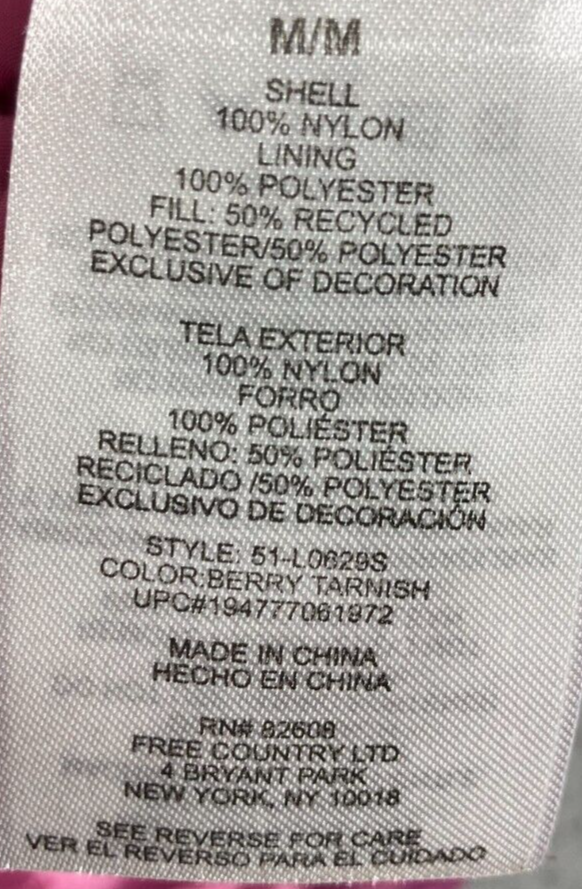 M/M
SHELL
100% NYLON
LINING
100% POLYESTER
FILL: 50% RECYCLED
POLYESTER/50% POLYESTER
EXCLUSIVE OF DECORATION
TELA EXTERIOR
100% NYLON
FORRO
100% POLIÉSTER
RELLENO: 50% POLIÉSTER
RECICLADO /50% POLYESTER
EXCLUSIVO DE DECORACIÓN
STYLE: 51-L0629S
COLOR:BERRY TARNISH
UPC#194777061972
MADE IN CHINA
HECHO EN CHINA
RN# 82608
FREE COUNTRY LTD
4 BRYANT PARK
NEW YORK, NY 10018
SEE REVERSE FOR CARE
VER EL REVERSO PARA EL CUIDADO